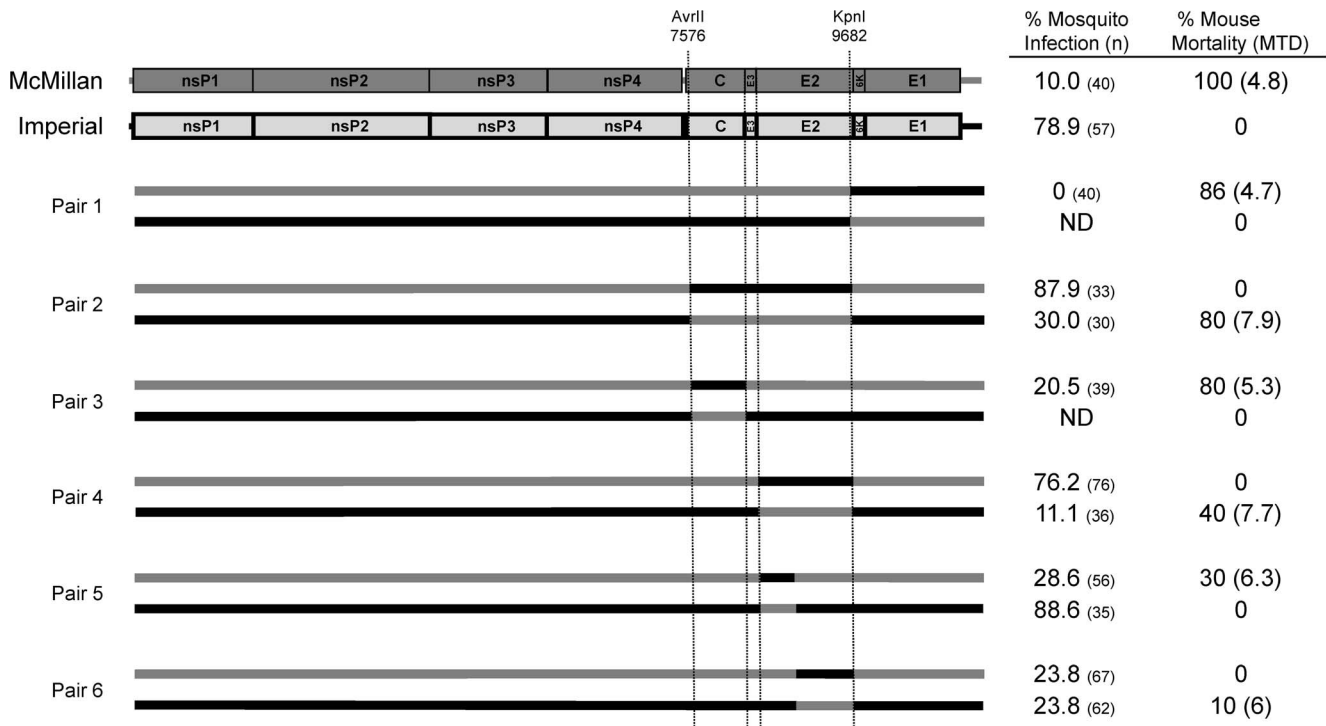 AvrII KpnI % Mosquito % Mouse
7576 9682 Infection (n) Mortality (MTD)
McMillan nsP1 nsP2 nsP3 nsP4 C E3 E2 6K E1 10.0 (40) 100 (4.8)
Imperial nsP1 nsP2 nsP3 nsP4 C E3 E2 6K E1 78.9 (57) 0
Pair 1
0 (40) 86 (4.7)
ND 0
Pair 2
87.9 (33) 0
30.0 (30) 80 (7.9)
Pair 3
20.5 (39) 80 (5.3)
ND 0
Pair 4
76.2 (76) 0
11.1 (36) 40 (7.7)
Pair 5
28.6 (56) 30 (6.3)
88.6 (35) 0
Pair 6
23.8 (67) 0
23.8 (62) 10 (6)